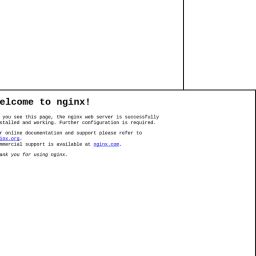 elcome to nginx!
you see this page, the nginx web server is successfully
stalled and working. Further configuration is required.
r online documentation and support please refer to
inx.org.
mmercial support is available at nginx.com.
ank you for using nginx.